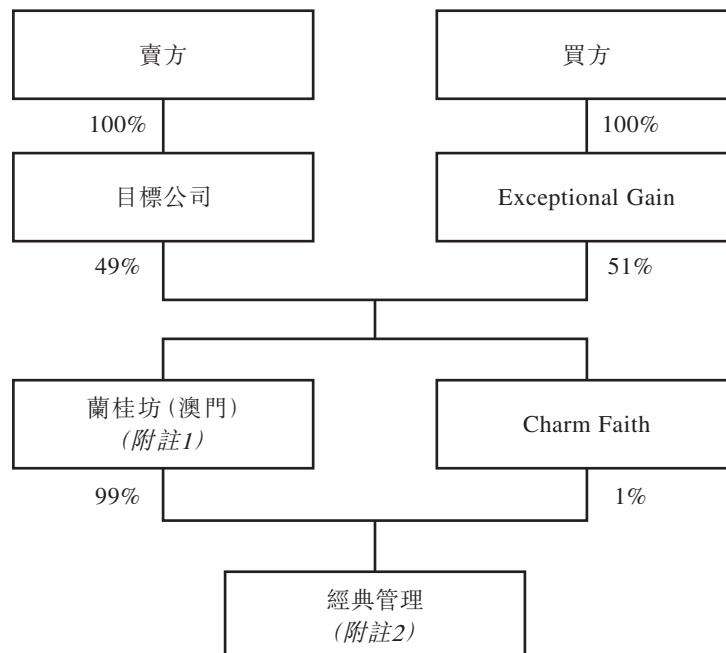 賣方
買方
100%
100%
目標公司
Exceptional Gain
49%
51%
蘭桂坊(澳門)
(附註1)
Charm Faith
99%
1%
經典管理
(附註2)